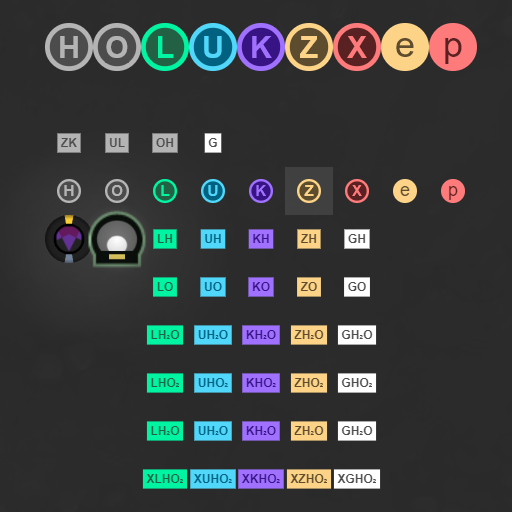 H O L U K Z X e p
ZK UL OH G
H O L U K Z X e p
LH UH KH ZH GH
LO UO KO ZO GO
LH₂O UH₂O KH₂O ZH₂O GH₂O
LHO₂ UHO₂ KHO₂ ZHO₂ GHO₂
LH₂O UH₂O KH₂O ZH₂O GH₂O
XLHO₂ XUHO₂ XKHO₂ XZHO₂ XGHO₂